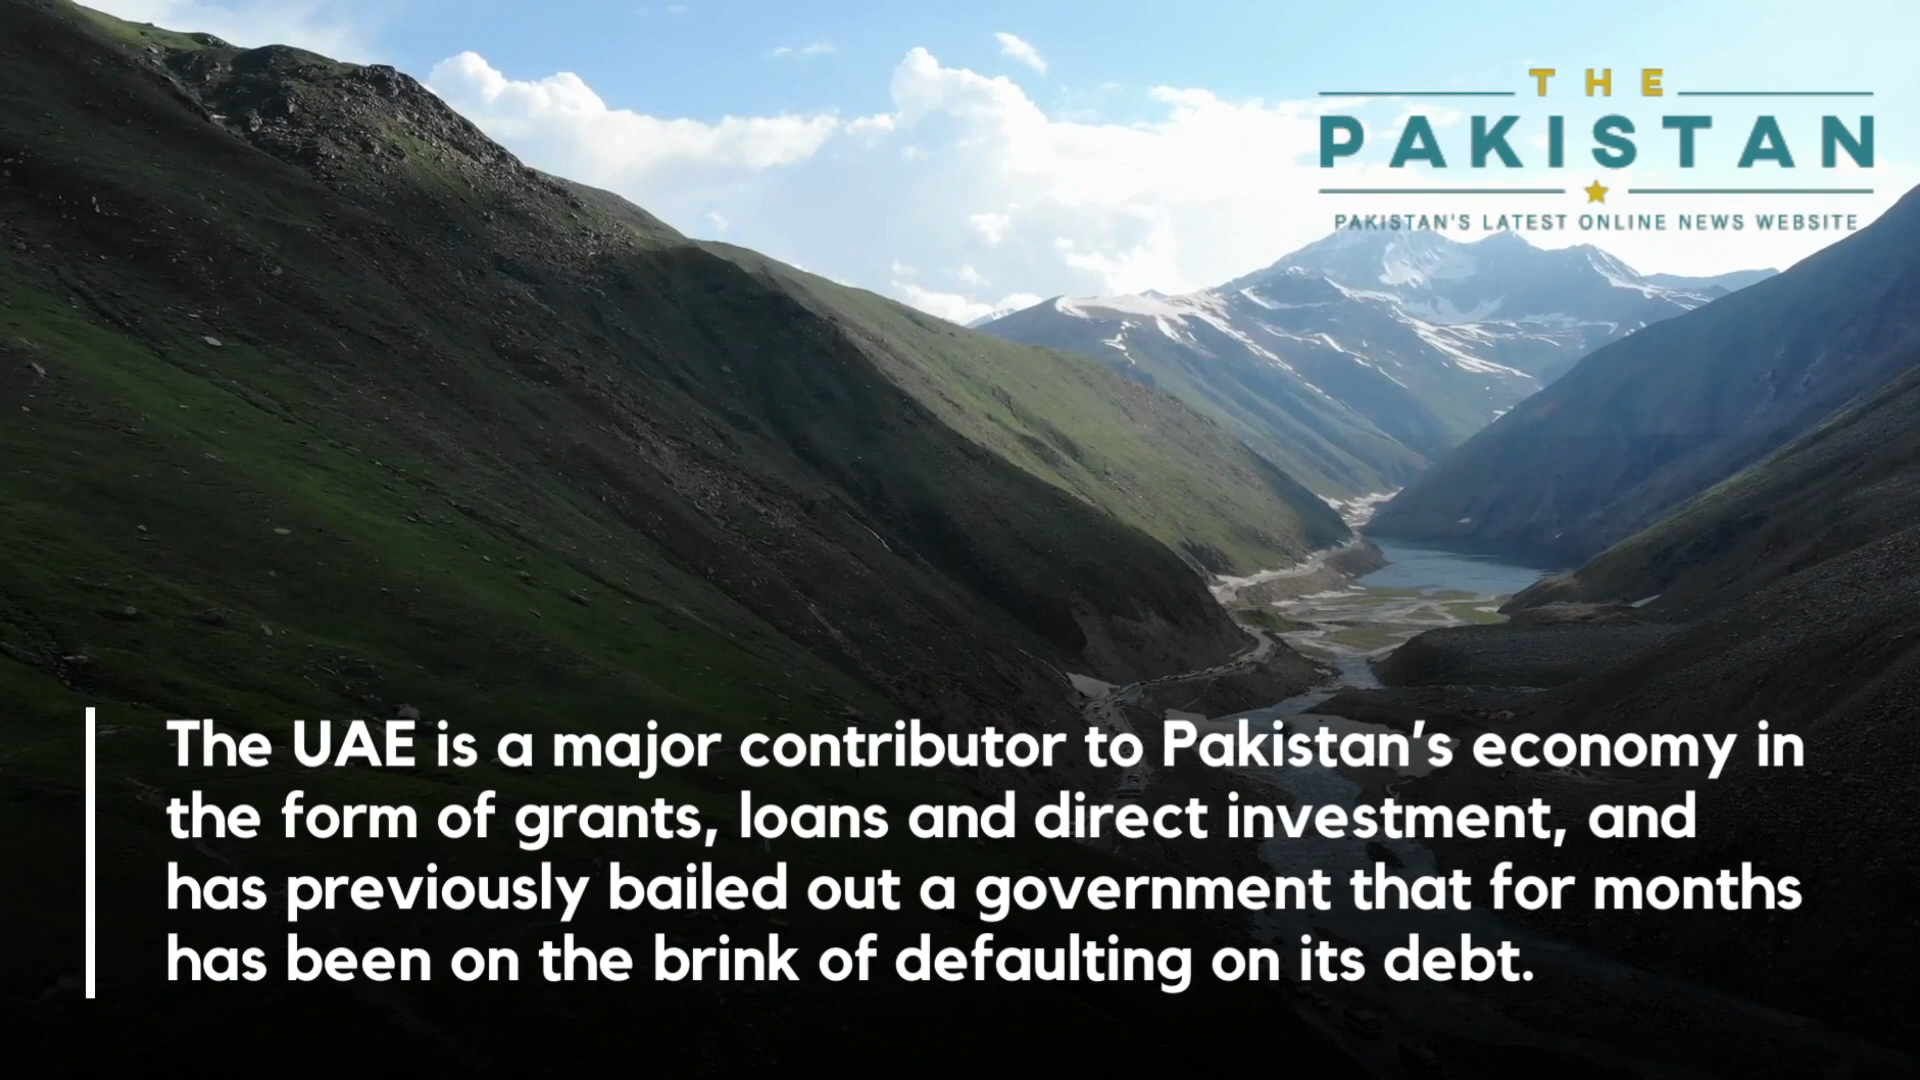 THE
PAKISTAN
PAKISTAN'S LATEST ONLINE NEWS WEBSITE
The UAE is a major contributor to Pakistan’s economy in
the form of grants, loans and direct investment, and
has previously bailed out a government that for months
has been on the brink of defaulting on its debt.